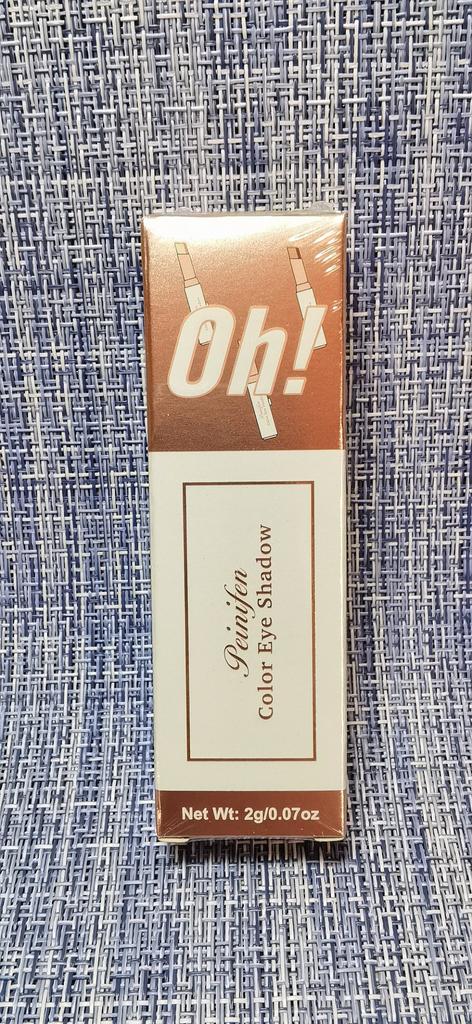 Oh!
Peinifen
Color Eye Shadow
Net Wt: 2g/0.07oz